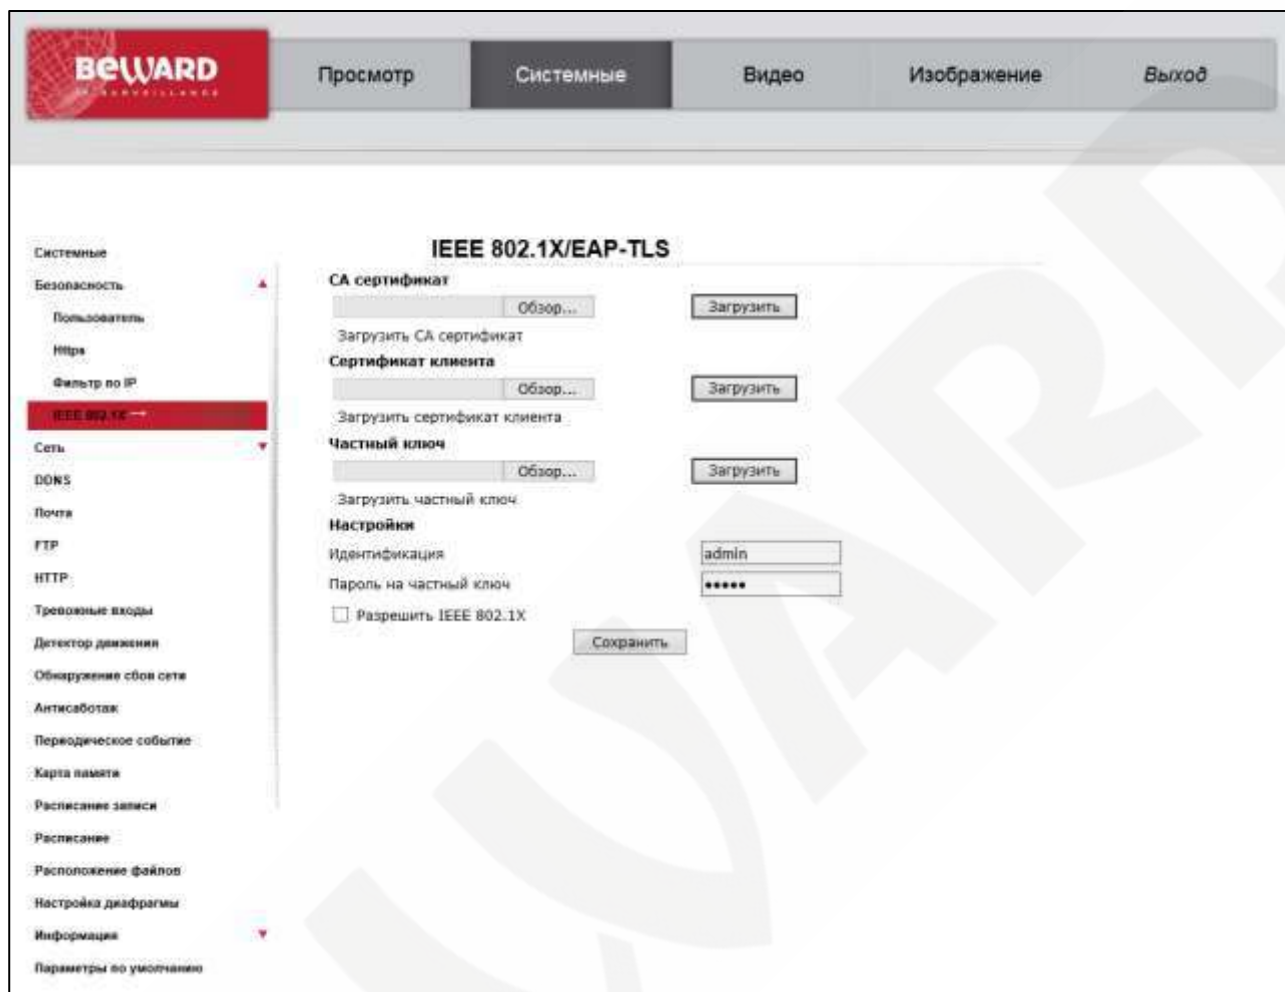 BEWARD
IP SURVEILLANCE
Просмотр
Системные
Видео
Изображение
Выход
IEEE 802.1X/EAP-TLS
Системные
Безопасность
Пользователь
Https
Фильтр по IP
IEEE 802.1X →
Сеть
DDNS
Почта
FTP
HTTP
Тревожные входы
Детектор движения
Обнаружение сбоя сети
Антисаботаж
Периодическое событие
Карта памяти
Расписание записи
Расписание
Расположение файлов
Настройка диафрагмы
Информация
Параметры по умолчанию
CA сертификат
Обзор... Загрузить
Загрузить CA сертификат
Сертификат клиента
Обзор... Загрузить
Загрузить сертификат клиента
Частный ключ
Обзор... Загрузить
Загрузить частный ключ
Настройки
Идентификация admin
Пароль на частный ключ •••••
Разрешить IEEE 802.1X
Сохранить